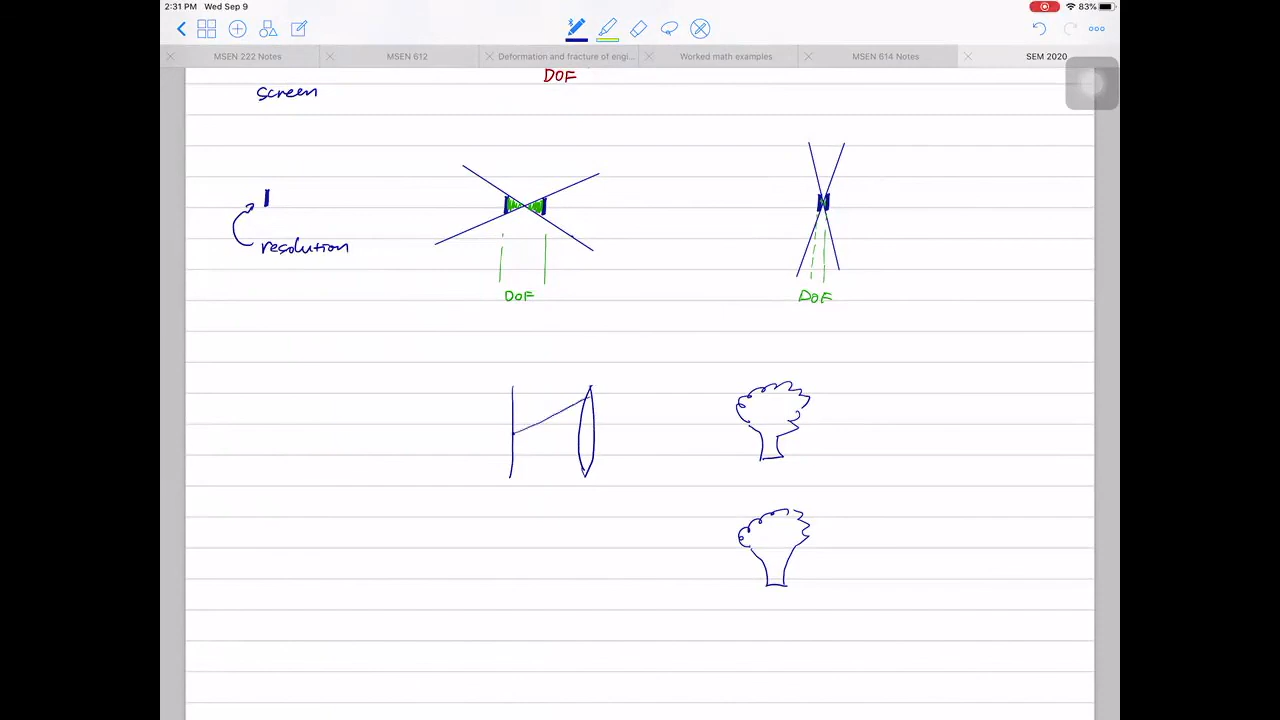 2:31 PM Wed Sep 9
83%
MSEN 222 Notes
MSEN 612
Deformation and fracture of engi...
Worked math examples
MSEN 614 Notes
SEM 2020
DOF
screen
resolution
DOF
DOF